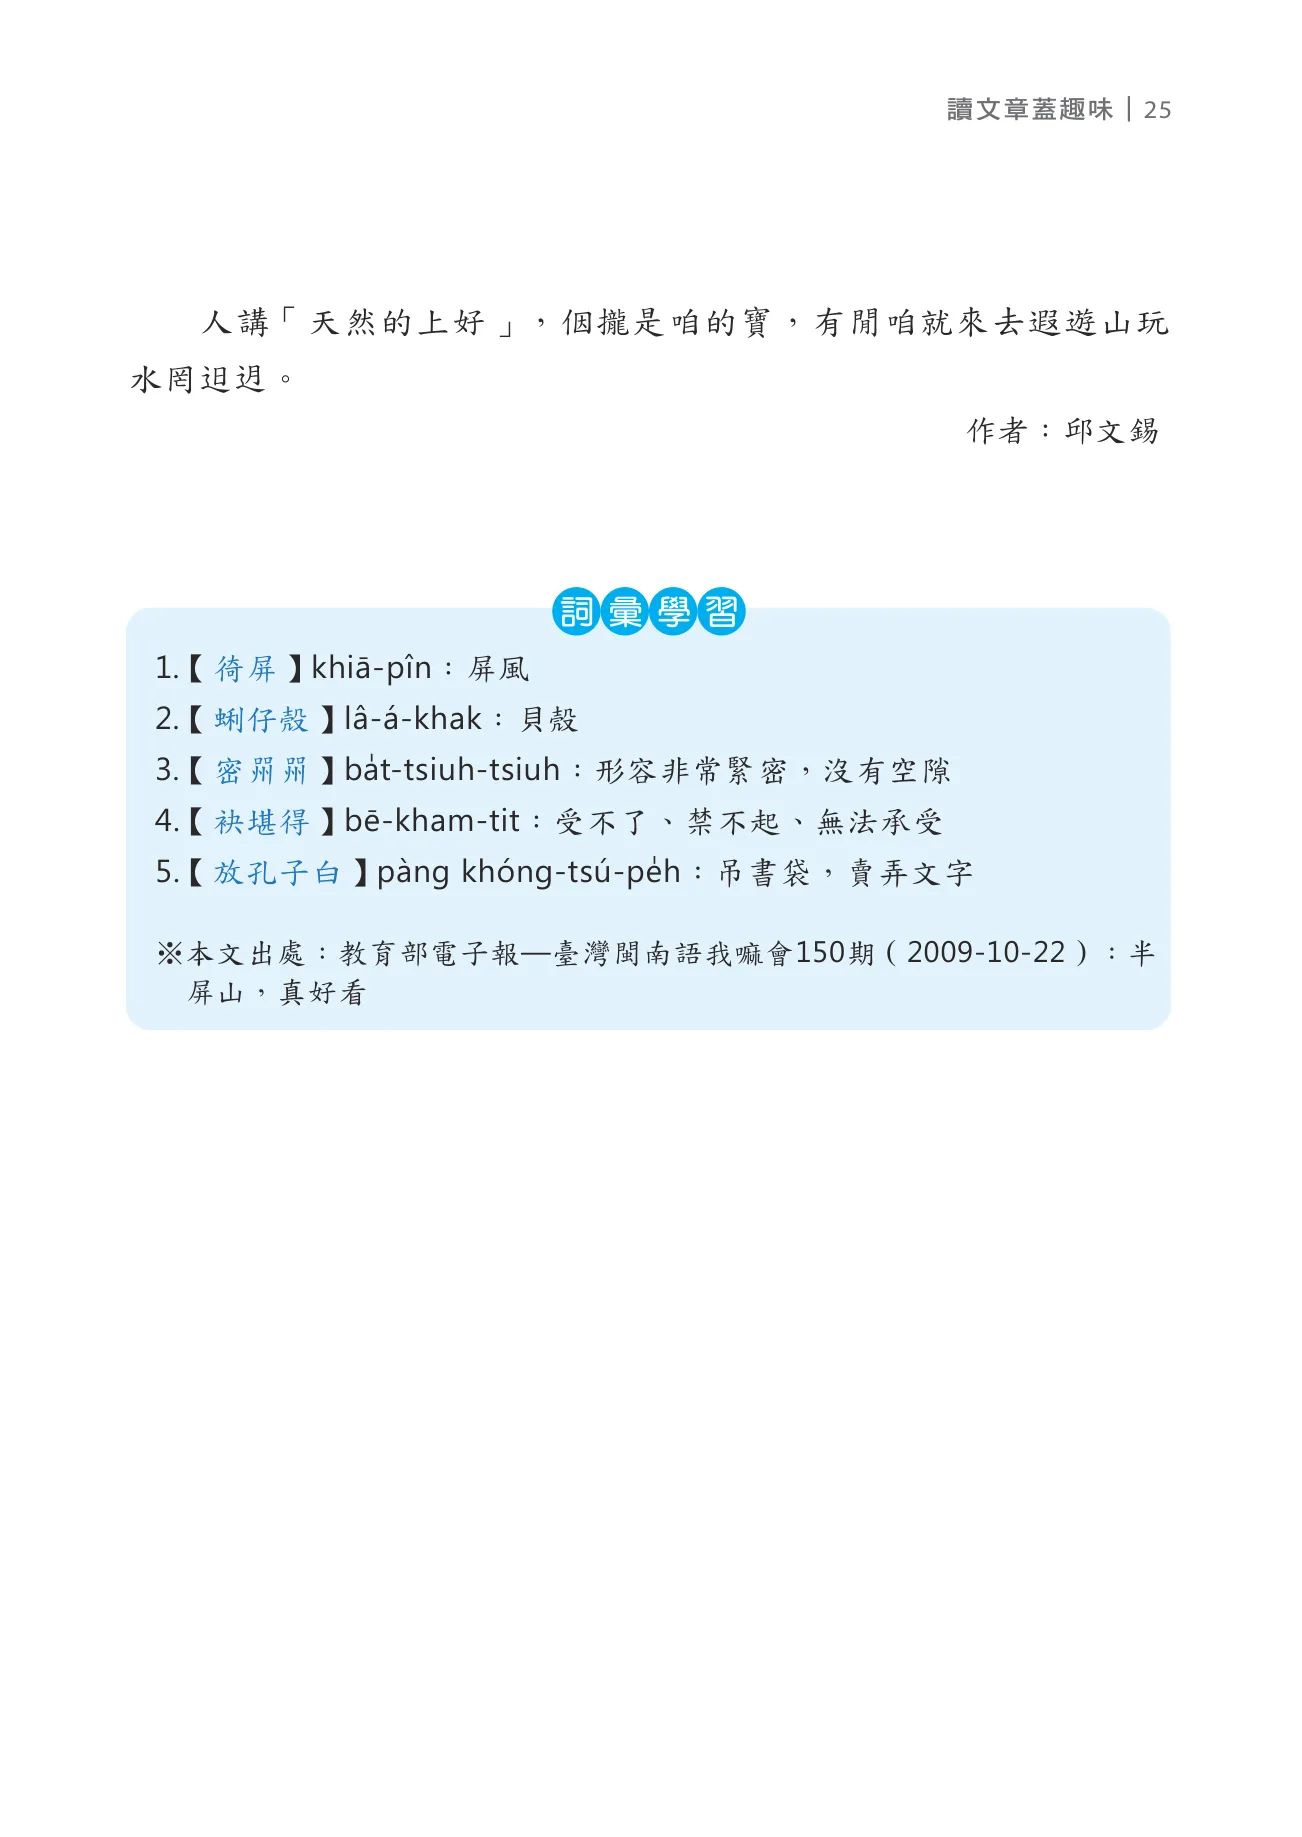 讀文章蓋趣味｜25
人講「天然的上好」，佪攏是咱的寶，有閒咱就來去遐遊山玩
水罔𨑨迌。
作者：邱文錫
詞彙學習
1.【徛屏】khiā-pîn：屏風
2.【蜊仔殼】lâ-á-khak：貝殼
3.【密喌喌】ba̍t-tsiuh-tsiuh：形容非常緊密，沒有空隙
4.【袂堪得】bē-kham-tit：受不了、禁不起、無法承受
5.【放孔子白】pàng khóng-tsú-pe̍h：吊書袋，賣弄文字
※本文出處：教育部電子報—臺灣閩南語我嘛會150期（2009-10-22）：半
屏山，真好看